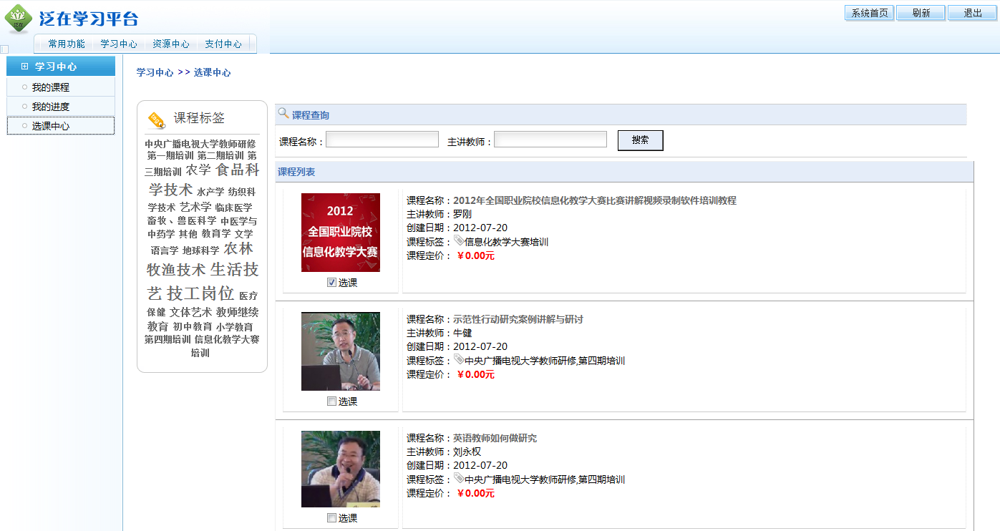 泛在学习平台
系统首页 刷新 退出
常用功能 学习中心 资源中心 支付中心
学习中心
我的课程
我的进度
选课中心
学习中心 >> 选课中心
课程标签
中央广播电视大学教师研修
第一期培训 第二期培训 第
三期培训 农学 食品科
学技术 水产学 纺织科
学技术 艺术学 临床医学
畜牧、兽医科学 中医学与
中药学 其他 教育学 文学
语言学 地球科学 农林
牧渔技术 生活技
艺 技工岗位 医疗
保健 文体艺术 教师继续
教育 初中教育 小学教育
第四期培训 信息化教学大赛
培训
课程查询
课程名称： 主讲教师： 搜索
课程列表
2012
全国职业院校
信息化教学大赛
选课
课程名称：2012年全国职业院校信息化教学大赛比赛讲解视频录制软件培训教程
主讲教师：罗刚
创建日期：2012-07-20
课程标签：信息化教学大赛培训
课程定价：￥0.00元
选课
课程名称：示范性行动研究案例讲解与研讨
主讲教师：牛健
创建日期：2012-07-20
课程标签：中央广播电视大学教师研修,第四期培训
课程定价：￥0.00元
选课
课程名称：英语教师如何做研究
主讲教师：刘永权
创建日期：2012-07-20
课程标签：中央广播电视大学教师研修,第四期培训
课程定价：￥0.00元